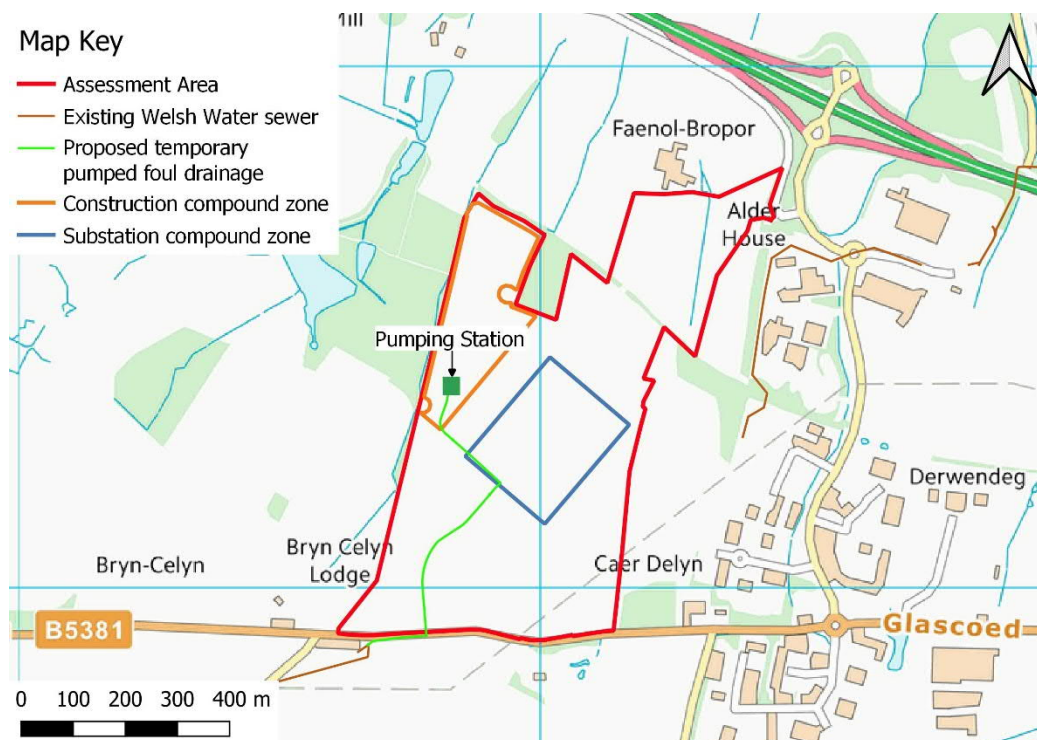 Map Key
Assessment Area
Existing Welsh Water sewer
Proposed temporary
pumped foul drainage
Construction compound zone
Substation compound zone
Mill
Faenol-Bropor
Alder
House
Pumping Station
Derwendeg
Bryn-Celyn
Bryn Celyn
Lodge
Caer Delyn
B5381
Glascoed
0 100 200 300 400 m